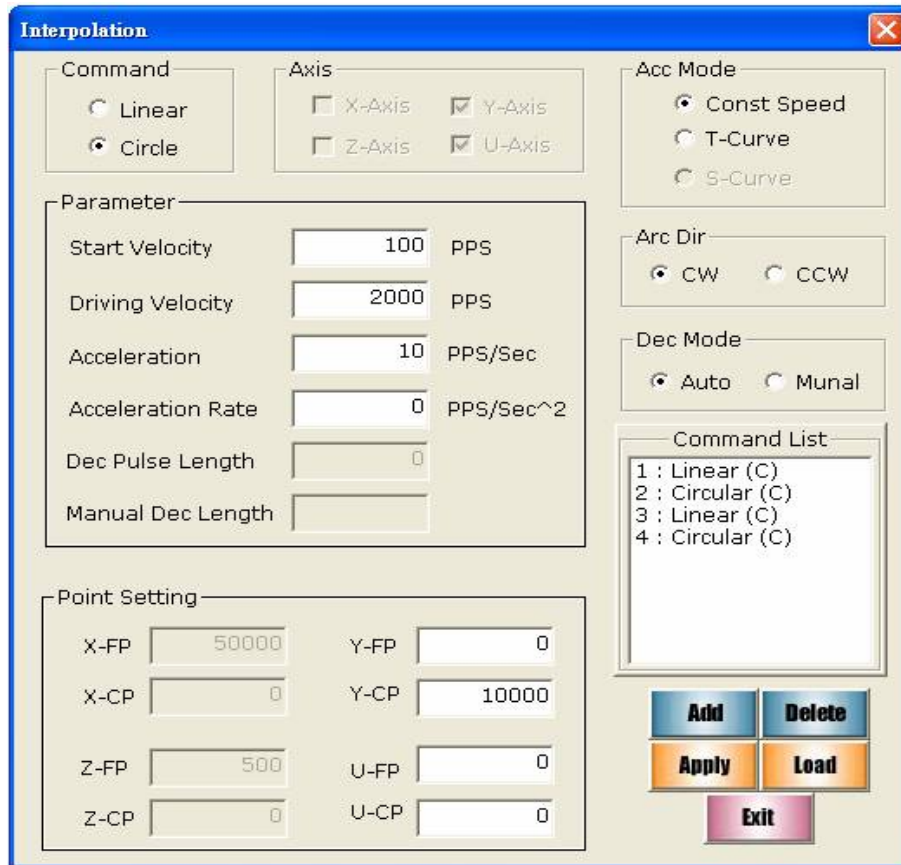 Interpolation
Command
Linear
Circle
Axis
X-Axis Y-Axis
Z-Axis U-Axis
Acc Mode
Const Speed
T-Curve
S-Curve
Parameter
Start Velocity 100 PPS
Driving Velocity 2000 PPS
Acceleration 10 PPS/Sec
Acceleration Rate 0 PPS/Sec^2
Dec Pulse Length 0
Manual Dec Length
Arc Dir
CW CCW
Dec Mode
Auto Munal
Command List
1 : Linear (C)
2 : Circular (C)
3 : Linear (C)
4 : Circular (C)
Point Setting
X-FP 50000 Y-FP 0
X-CP 0 Y-CP 10000
Z-FP 500 U-FP 0
Z-CP 0 U-CP 0
Add Delete
Apply Load
Exit